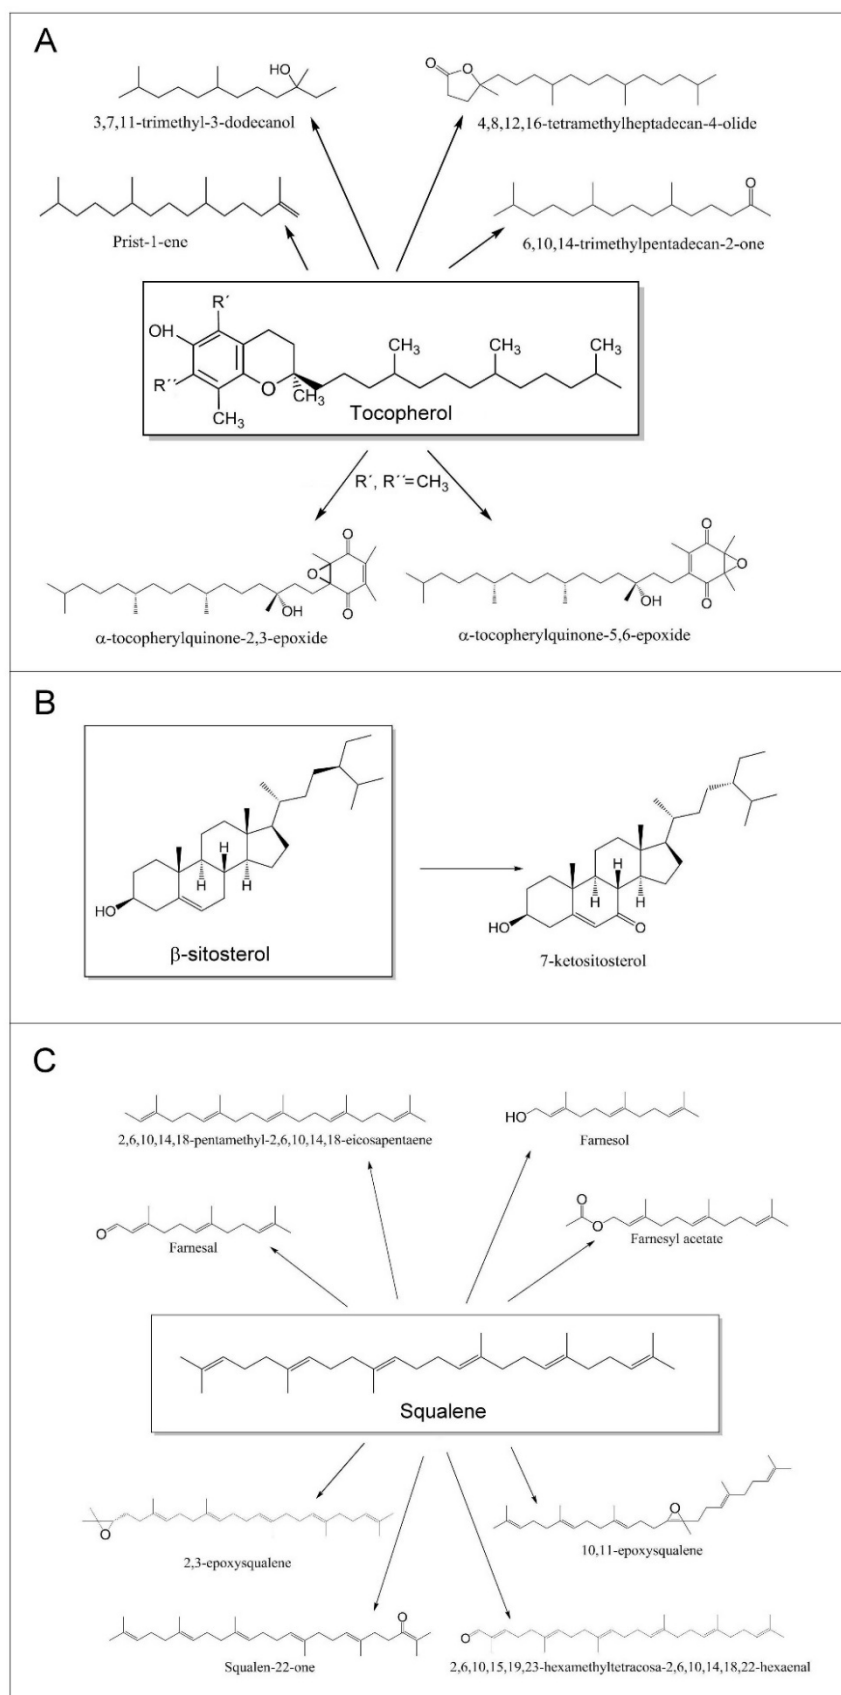 A
HO
3,7,11-trimethyl-3-dodecanol
O
O
4,8,12,16-tetramethylheptadecan-4-olide
Prist-1-ene
O
6,10,14-trimethylpentadecan-2-one
R´
OH
R´´
CH3
O
CH3
CH3
CH3
CH3
Tocopherol
R´, R´´=CH3
O
O
O
OH
α-tocopherylquinone-2,3-epoxide
O
O
O
OH
α-tocopherylquinone-5,6-epoxide
B
H
H
H
HO
β-sitosterol
H
H
H
HO
O
7-ketositosterol
C
2,6,10,14,18-pentamethyl-2,6,10,14,18-eicosapentaene
HO
Farnesol
O
Farnesal
O
O
Farnesyl acetate
Squalene
O
2,3-epoxysqualene
O
10,11-epoxysqualene
O
Squalen-22-one
O
2,6,10,15,19,23-hexamethyltetracosa-2,6,10,14,18,22-hexaenal